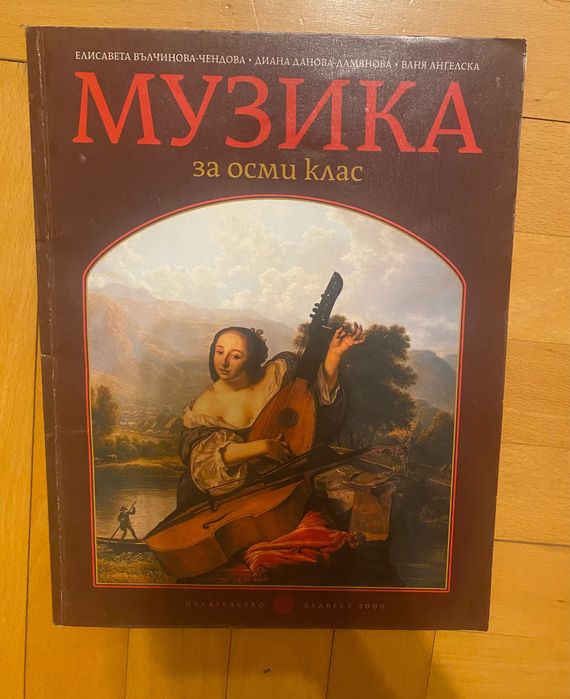 ЕЛИСАВЕТА ВЪЛЧИНОВА-ЧЕНДОВА • ДИАНА ДАНОВА-ДАМЯНОВА • ВАНЯ АНГЕЛСКА
МУЗИКА
за осми клас
ИЗДАТЕЛСТВО БУЛВЕСТ 2000